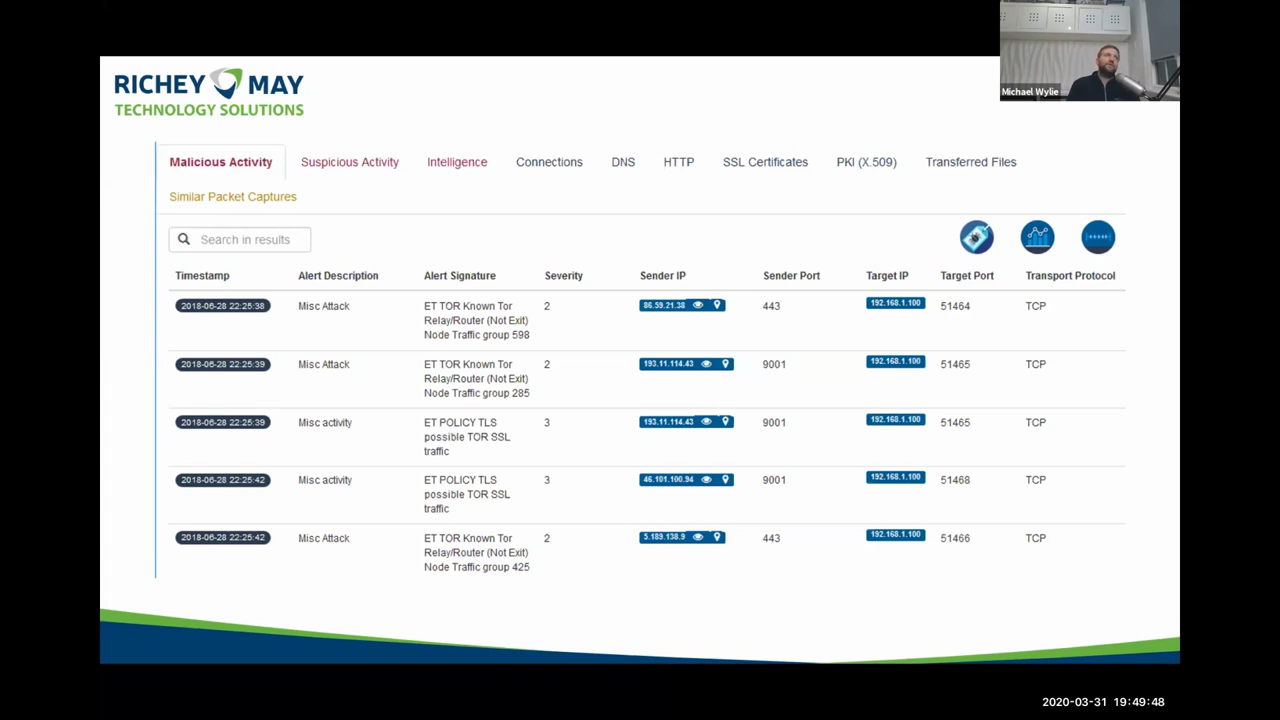 Michael Wylie
RICHEY MAY
TECHNOLOGY SOLUTIONS
Malicious Activity Suspicious Activity Intelligence Connections DNS HTTP SSL Certificates PKI (X.509) Transferred Files
Similar Packet Captures
Search in results
Timestamp Alert Description Alert Signature Severity Sender IP Sender Port Target IP Target Port Transport Protocol
2018-06-28 22:25:38 Misc Attack ET TOR Known Tor 2 86.59.21.38 443 192.168.1.100 51464 TCP
Relay/Router (Not Exit)
Node Traffic group 598
2018-06-28 22:25:39 Misc Attack ET TOR Known Tor 2 193.11.114.43 9001 192.168.1.100 51465 TCP
Relay/Router (Not Exit)
Node Traffic group 285
2018-06-28 22:25:39 Misc activity ET POLICY TLS 3 193.11.114.43 9001 192.168.1.100 51465 TCP
possible TOR SSL
traffic
2018-06-28 22:25:42 Misc activity ET POLICY TLS 3 46.101.100.94 9001 192.168.1.100 51468 TCP
possible TOR SSL
traffic
2018-06-28 22:25:42 Misc Attack ET TOR Known Tor 2 5.189.138.9 443 192.168.1.100 51466 TCP
Relay/Router (Not Exit)
Node Traffic group 425
2020-03-31 19:49:48